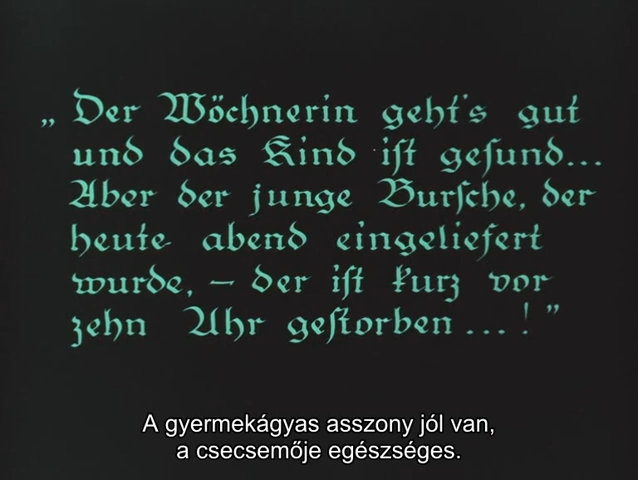 „Der Wöchnerin geht's gut
und das Kind ist gesund...
Aber der junge Bursche, der
heute abend eingeliefert
wurde, — der ist kurz vor
zehn Uhr gestorben...!”
A gyermekágyas asszony jól van,
a csecsemője egészséges.